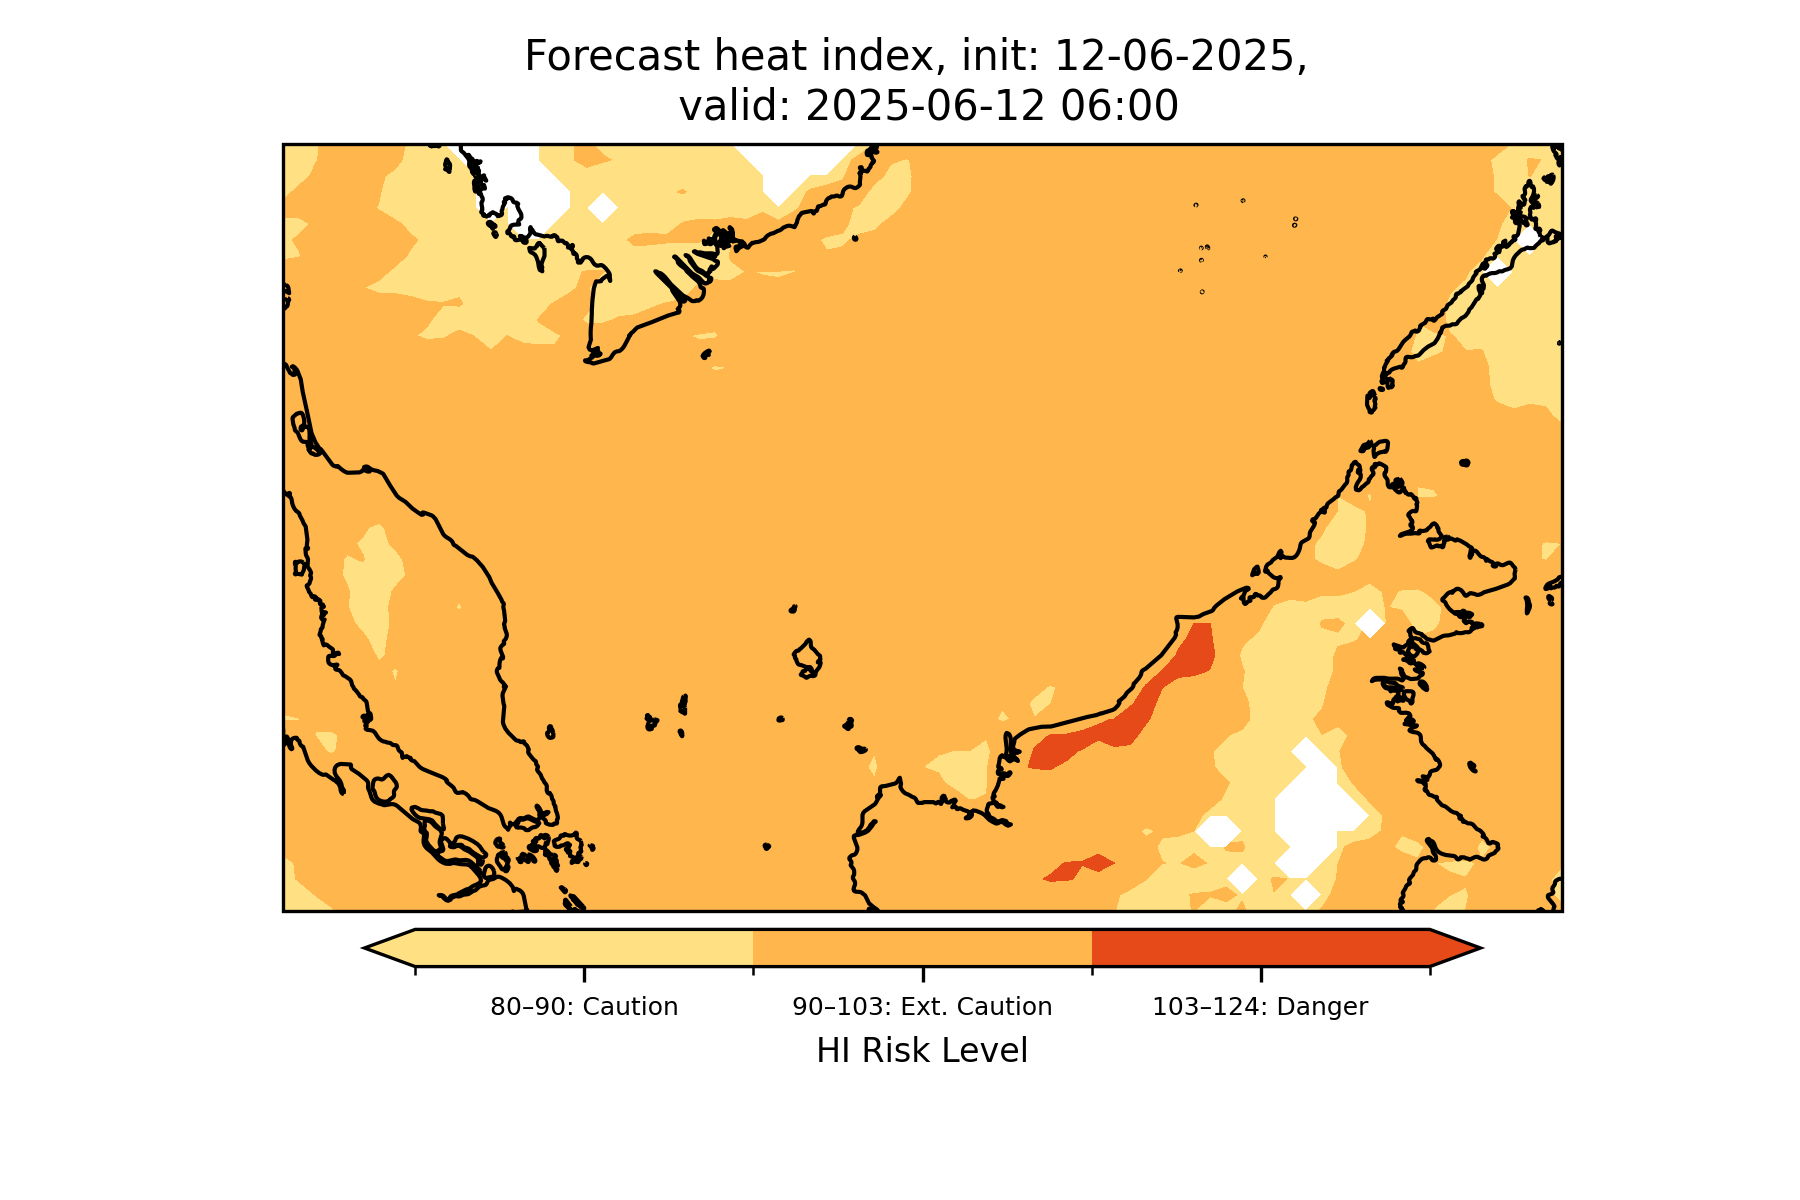 Forecast heat index, init: 12-06-2025,
valid: 2025-06-12 06:00
80–90: Caution
90–103: Ext. Caution
103–124: Danger
HI Risk Level